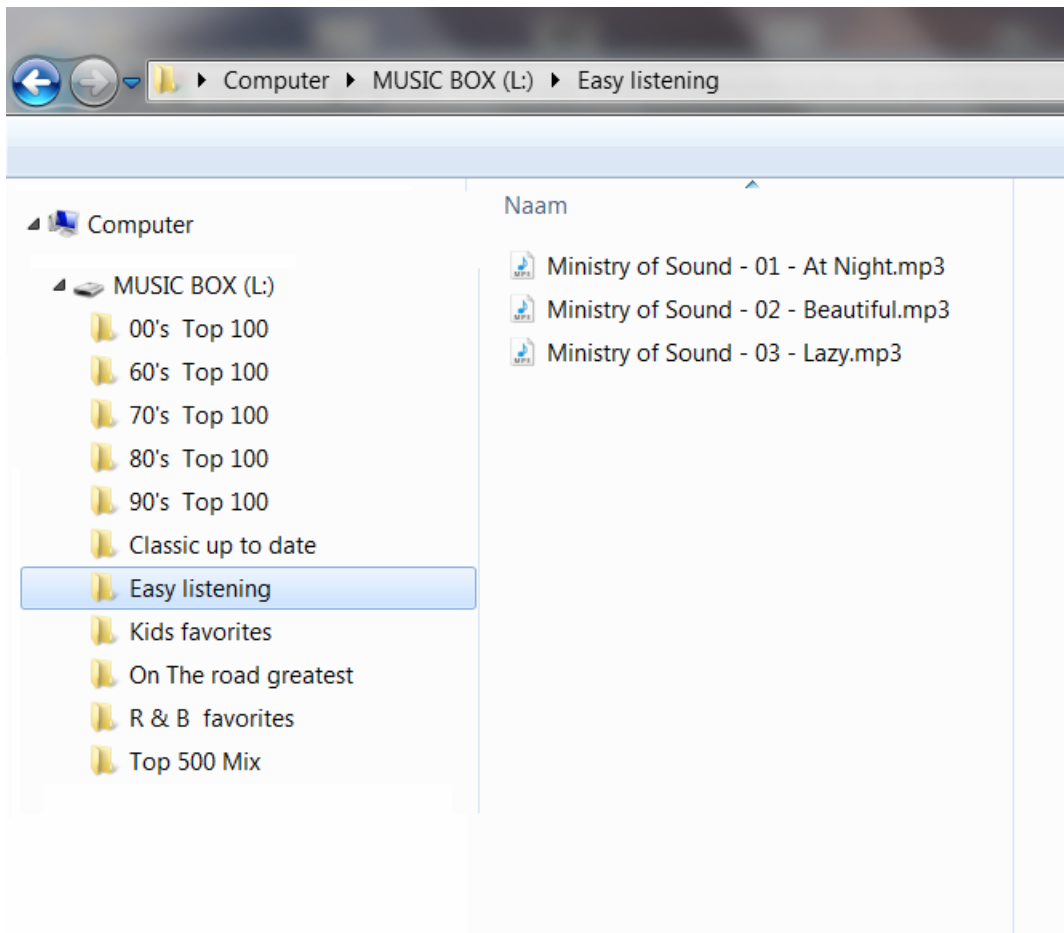 Computer MUSIC BOX (L:) Easy listening
Computer
MUSIC BOX (L:)
00's  Top 100
60's  Top 100
70's  Top 100
80's  Top 100
90's  Top 100
Classic up to date
Easy listening
Kids favorites
On The road greatest
R & B  favorites
Top 500 Mix
Naam
Ministry of Sound - 01 - At Night.mp3
Ministry of Sound - 02 - Beautiful.mp3
Ministry of Sound - 03 - Lazy.mp3